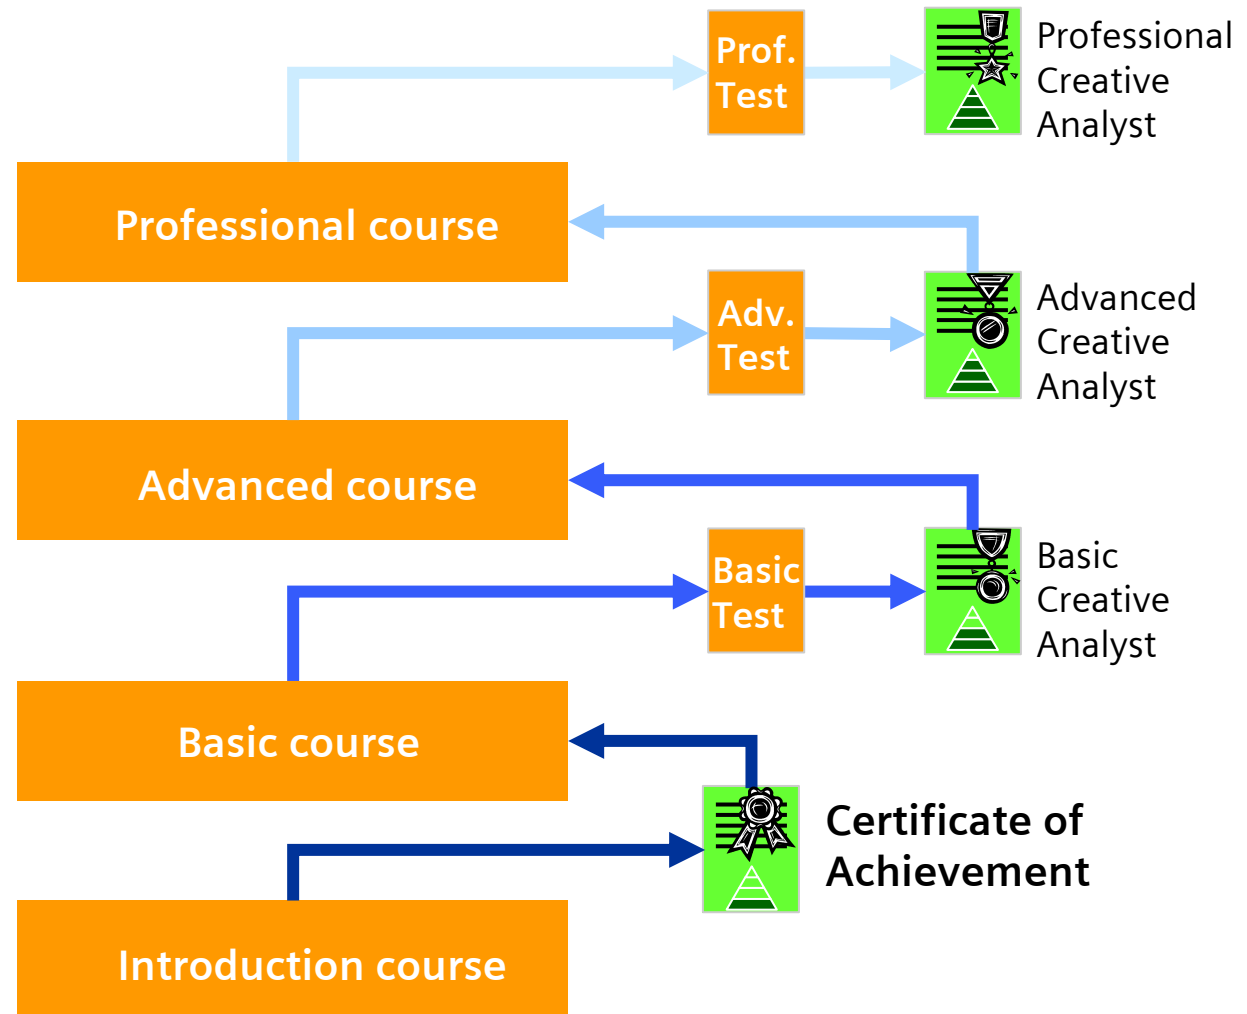 Prof.
Test
Professional
Creative
Analyst
Professional course
Adv.
Test
Advanced
Creative
Analyst
Advanced course
Basic
Test
Basic
Creative
Analyst
Basic course
Certificate of
Achievement
Introduction course